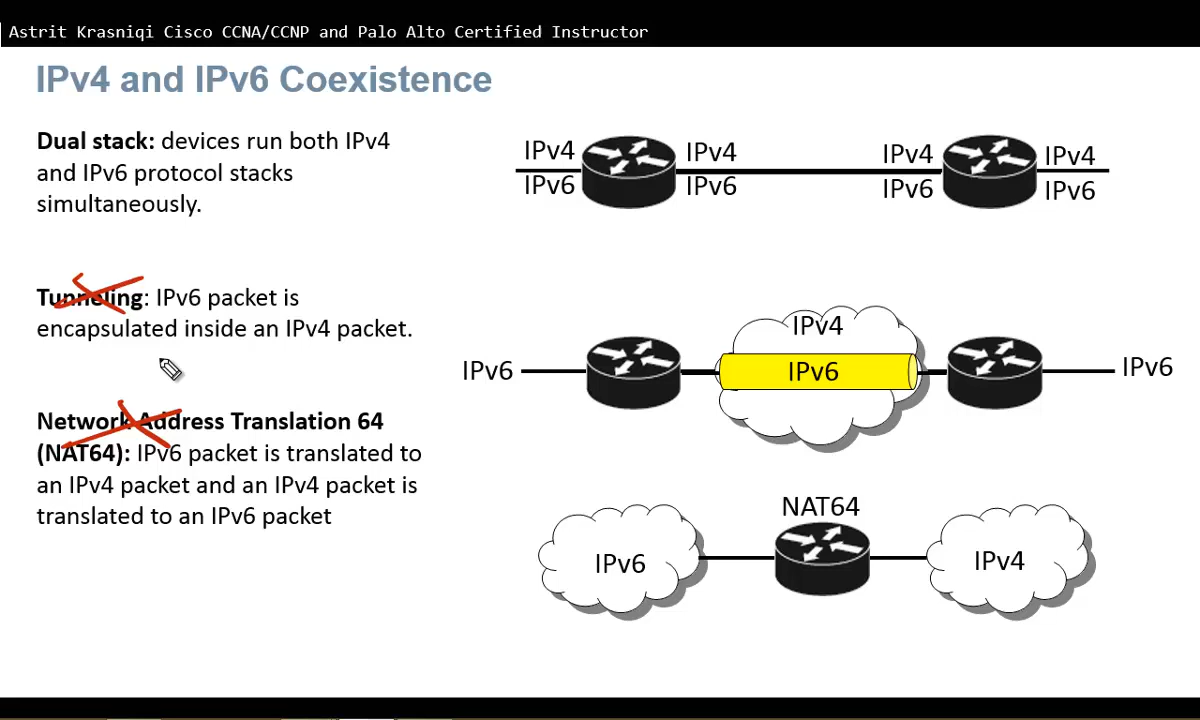 Astrit Krasniqi Cisco CCNA/CCNP and Palo Alto Certified Instructor
IPv4 and IPv6 Coexistence
Dual stack: devices run both IPv4
and IPv6 protocol stacks
simultaneously.
IPv4 IPv4 IPv4 IPv4
IPv6 IPv6 IPv6 IPv6
Tunneling: IPv6 packet is
encapsulated inside an IPv4 packet.
IPv4
IPv6 IPv6 IPv6
Network Address Translation 64
(NAT64): IPv6 packet is translated to
an IPv4 packet and an IPv4 packet is
translated to an IPv6 packet
NAT64
IPv6 IPv4